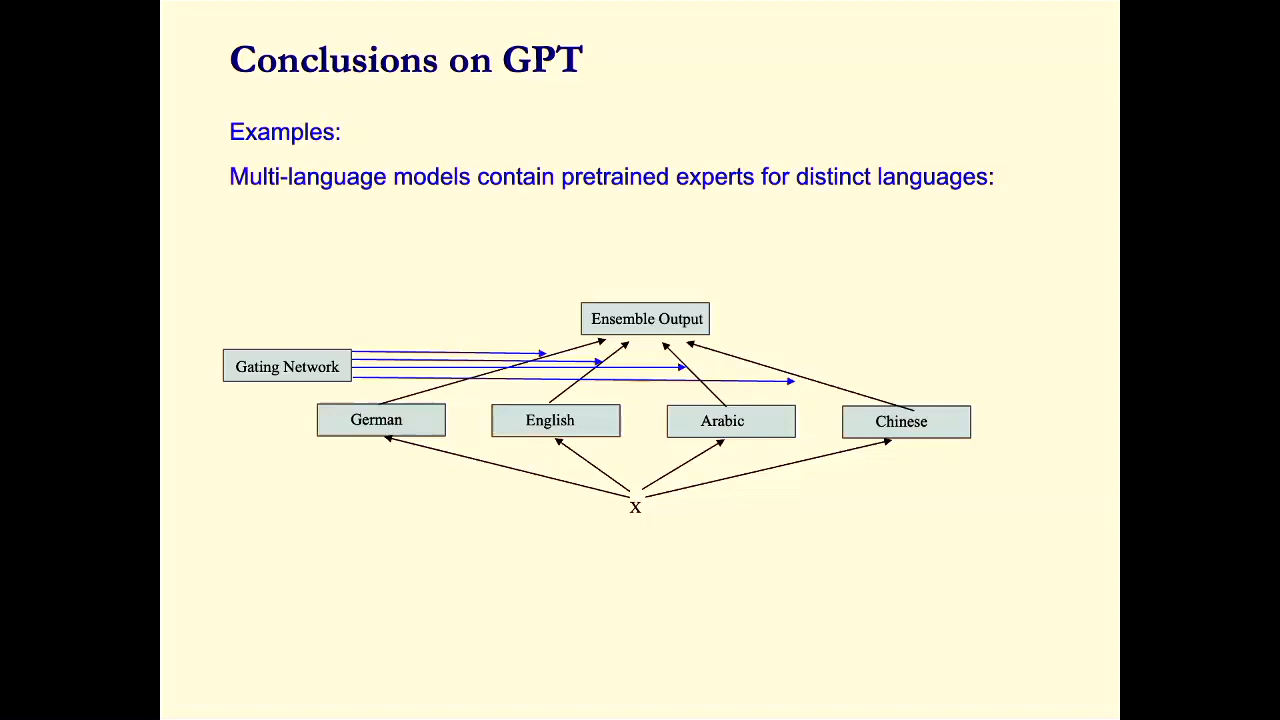 Conclusions on GPT
Examples:
Multi-language models contain pretrained experts for distinct languages:
Ensemble Output
Gating Network
German
English
Arabic
Chinese
X